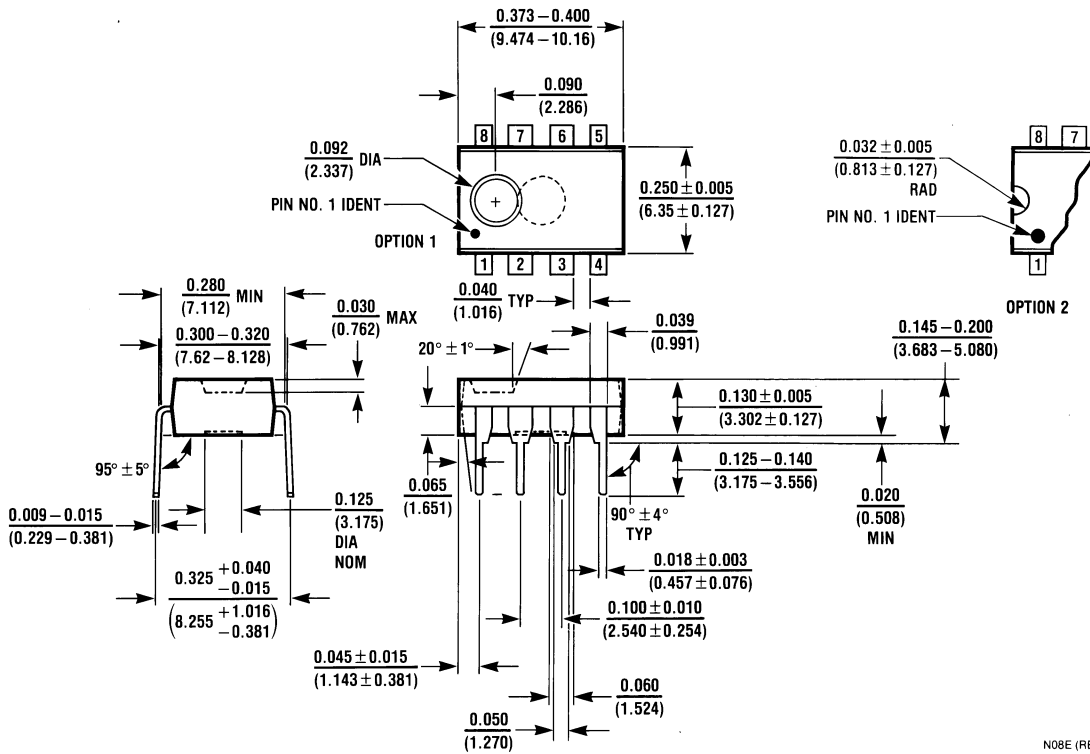 0.373 – 0.400
(9.474 – 10.16)
0.090
(2.286)
8 7 6 5
0.092 DIA
(2.337)
PIN NO. 1 IDENT
OPTION 1
1 2 3 4
0.250 ± 0.005
(6.35 ± 0.127)
8 7
0.032 ± 0.005
(0.813 ± 0.127)
RAD
PIN NO. 1 IDENT
1
OPTION 2
0.280 MIN
(7.112)
0.300 – 0.320
(7.62 – 8.128)
0.030 MAX
(0.762)
0.040 TYP
(1.016)
0.039
(0.991)
0.145 – 0.200
(3.683 – 5.080)
20° ± 1°
0.130 ± 0.005
(3.302 ± 0.127)
95° ± 5°
0.065
(1.651)
0.125 – 0.140
(3.175 – 3.556)
0.020
(0.508)
MIN
90° ± 4°
TYP
0.009 – 0.015
(0.229 – 0.381)
0.125
(3.175)
DIA
NOM
0.018 ± 0.003
(0.457 ± 0.076)
0.325 +0.040
−0.015
(8.255 +1.016
−0.381)
0.100 ± 0.010
(2.540 ± 0.254)
0.045 ± 0.015
(1.143 ± 0.381)
0.060
(1.524)
0.050
(1.270)
N08E (RE